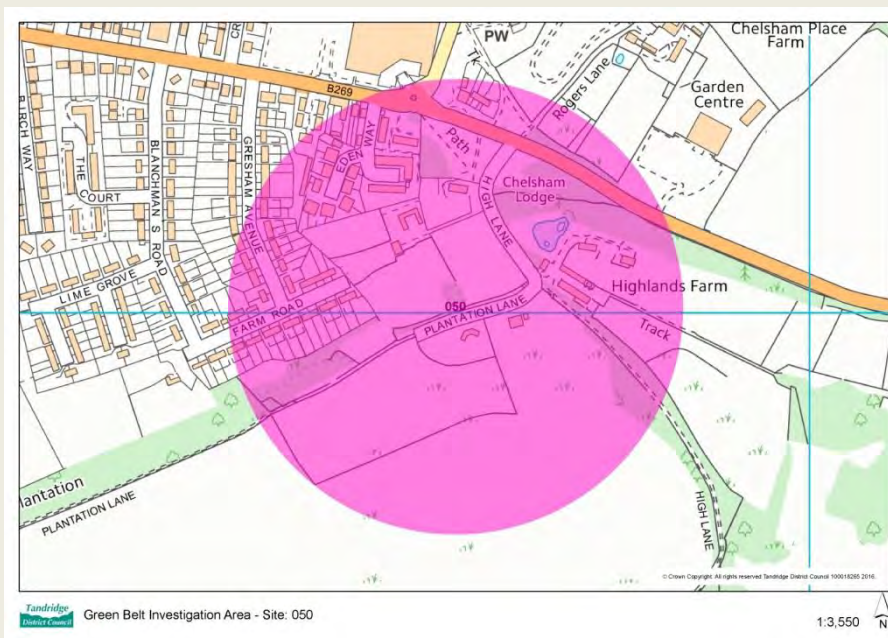 Chelsham Place
Farm
PW
CR
TK
B269
Rogers Lane
Garden
Centre
BIRCH WAY
THE
COURT
BLANCHMAN S ROAD
GRESHAM AVENUE
EDEN WAY
Path
HIGH LANE
Chelsham
Lodge
LIME GROVE
FARM ROAD
050
PLANTATION LANE
Highlands Farm
Track
lantation
PLANTATION LANE
HIGH LANE
© Crown Copyright. All rights reserved Tandridge District Council 100018265 2016.
Tandridge
District Council
Green Belt Investigation Area - Site: 050
1:3,550
N